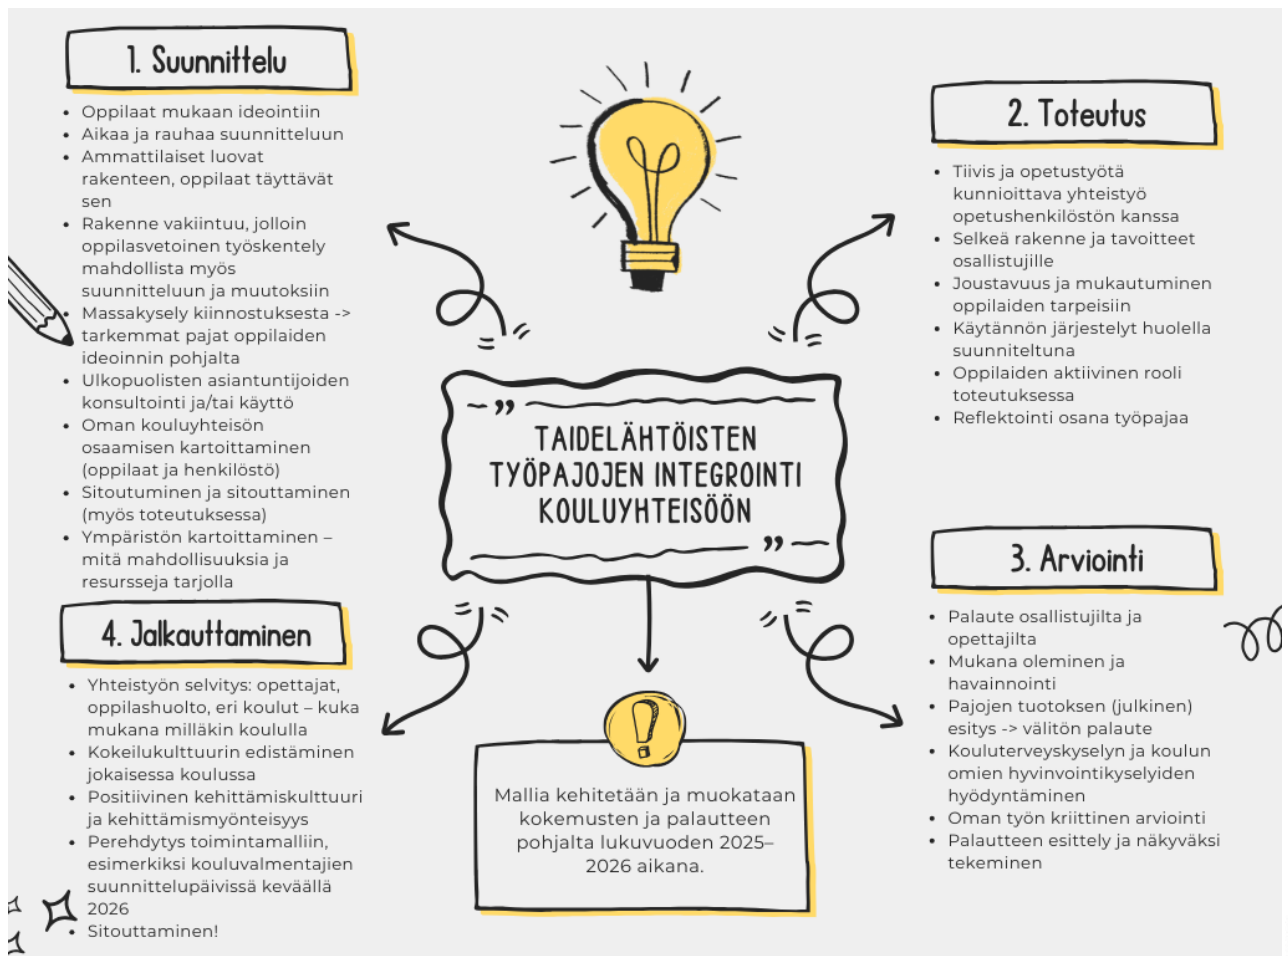 1. Suunnittelu
• Oppilaat mukaan ideointiin
• Aikaa ja rauhaa suunnitteluun
• Ammattilaiset luovat
rakenteen, oppilaat täyttävät
sen
• Rakenne vakiintuu, jolloin
oppilasvetoinen työskentely
mahdollista myös
suunnitteluun ja muutoksiin
• Massakysely kiinnostuksesta ->
tarkemmat pajat oppilaiden
ideoinnin pohjalta
• Ulkopuolisten asiantuntijoiden
konsultointi ja/tai käyttö
• Oman kouluyhteisön
osaamisen kartoittaminen
(oppilaat ja henkilöstö)
• Sitoutuminen ja sitouttaminen
(myös toteutuksessa)
• Ympäristön kartoittaminen –
mitä mahdollisuuksia ja
resursseja tarjolla
2. Toteutus
• Tiivis ja opetustyötä
kunnioittava yhteistyö
opetushenkilöstön kanssa
• Selkeä rakenne ja tavoitteet
osallistujille
• Joustavuus ja mukautuminen
oppilaiden tarpeisiin
• Käytännön järjestelyt huolella
suunniteltuna
• Oppilaiden aktiivinen rooli
toteutuksessa
• Reflektointi osana työpajaa
"
TAIDELÄHTÖISTEN
TYÖPAJOJEN INTEGROINTI
KOULUYHTEISÖÖN
"
3. Arviointi
• Palaute osallistujilta ja
opettajilta
• Mukana oleminen ja
havainnointi
• Pajojen tuotoksen (julkinen)
esitys -> välitön palaute
• Kouluterveyskyselyn ja koulun
omien hyvinvointikyselyiden
hyödyntäminen
• Oman työn kriittinen arviointi
• Palautteen esittely ja näkyväksi
tekeminen
4. Jalkauttaminen
• Yhteistyön selvitys: opettajat,
oppilashuolto, eri koulut – kuka
mukana milläkin koululla
• Kokeilukulttuurin edistäminen
jokaisessa koulussa
• Positiivinen kehittämiskulttuuri
ja kehittämismyönteisyys
• Perehdytys toimintamalliin,
esimerkiksi kouluvalmentajien
suunnittelupäivissä keväällä
2026
• Sitouttaminen!
!
Mallia kehitetään ja muokataan
kokemusten ja palautteen
pohjalta lukuvuoden 2025–
2026 aikana.